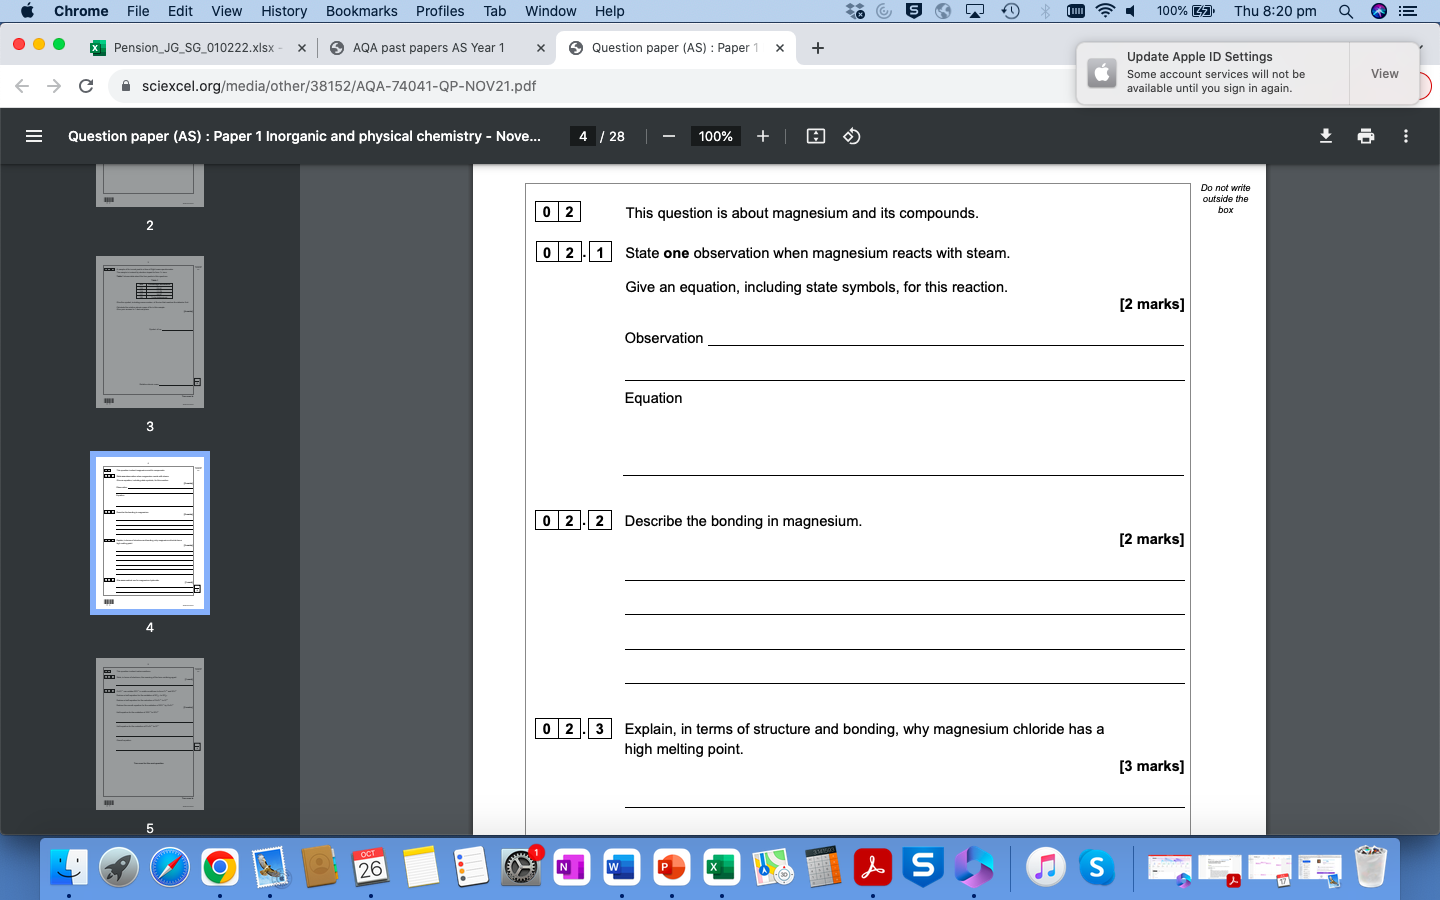 Chrome File Edit View History Bookmarks Profiles Tab Window Help 100% Thu 8:20 pm
Pension_JG_SG_010222.xlsx - AQA past papers AS Year 1 Question paper (AS) : Paper 1
Update Apple ID Settings
Some account services will not be
available until you sign in again.
View
sciexcel.org/media/other/38152/AQA-74041-QP-NOV21.pdf
Question paper (AS) : Paper 1 Inorganic and physical chemistry - Nove... 4 / 28 100%
2
3
4
5
Do not write
outside the
box
0 2 This question is about magnesium and its compounds.
0 2 . 1 State one observation when magnesium reacts with steam.
Give an equation, including state symbols, for this reaction.
[2 marks]
Observation
Equation
0 2 . 2 Describe the bonding in magnesium.
[2 marks]
0 2 . 3 Explain, in terms of structure and bonding, why magnesium chloride has a
high melting point.
[3 marks]
OCT
26
1
N
W
P
X
3D
S
S
17